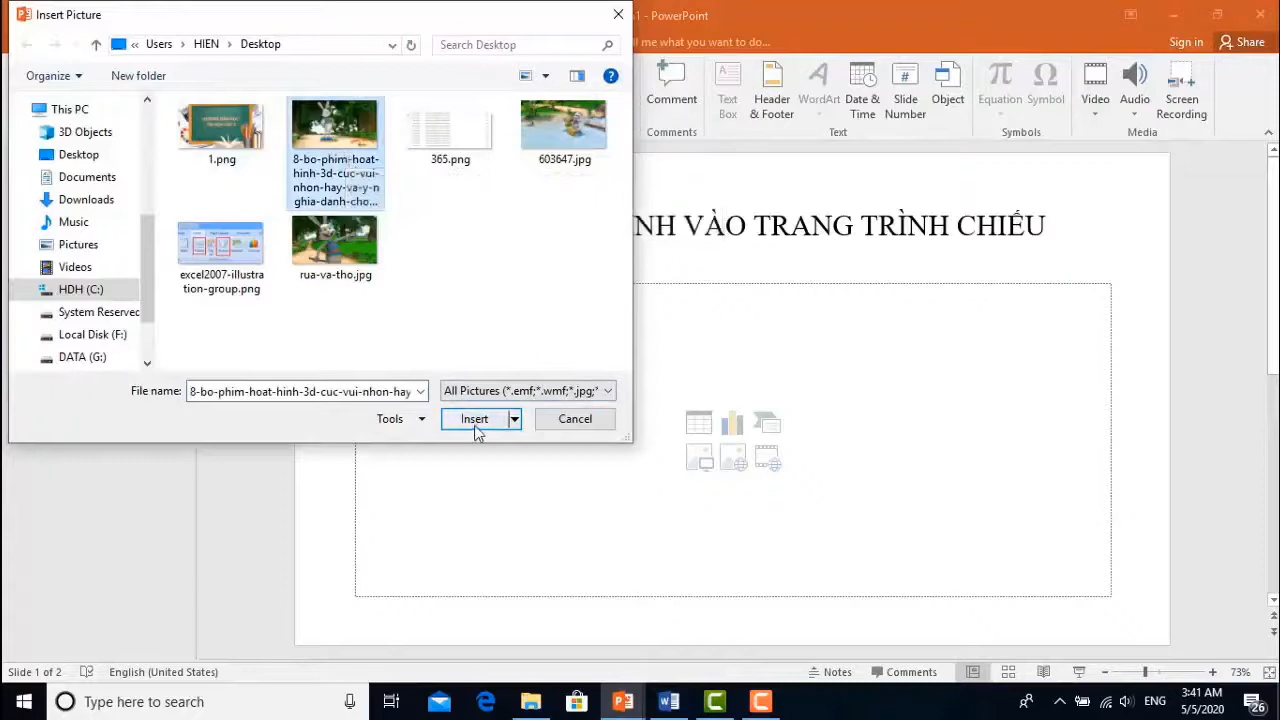 Insert Picture
1 - PowerPoint
Users
HIEN
Desktop
Search Desktop
ll me what you want to do...
Sign in
Share
Organize
New folder
This PC
3D Objects
Desktop
Documents
Downloads
Music
Pictures
Videos
HDH (C:)
System Reserved
Local Disk (F:)
DATA (G:)
1.png
8-bo-phim-hoat-
hinh-3d-cuc-vui-
nhon-hay-va-y-n
ghia-danh-cho...
365.png
603647.jpg
excel2007-illustra
tion-group.png
rua-va-tho.jpg
File name:
8-bo-phim-hoat-hinh-3d-cuc-vui-nhon-hay
All Pictures (*.emf;*.wmf;*.jpg;*
Tools
Insert
Cancel
Comment
Text
Box
Header
& Footer
WordArt
Date &
Time
Slide
Number
Object
Equation
Symbol
Video
Audio
Screen
Recording
Comments
Text
Symbols
Media
NH VÀO TRANG TRÌNH CHIẾU
Slide 1 of 2
English (United States)
Notes
Comments
73%
Type here to search
ENG
3:41 AM
5/5/2020
26